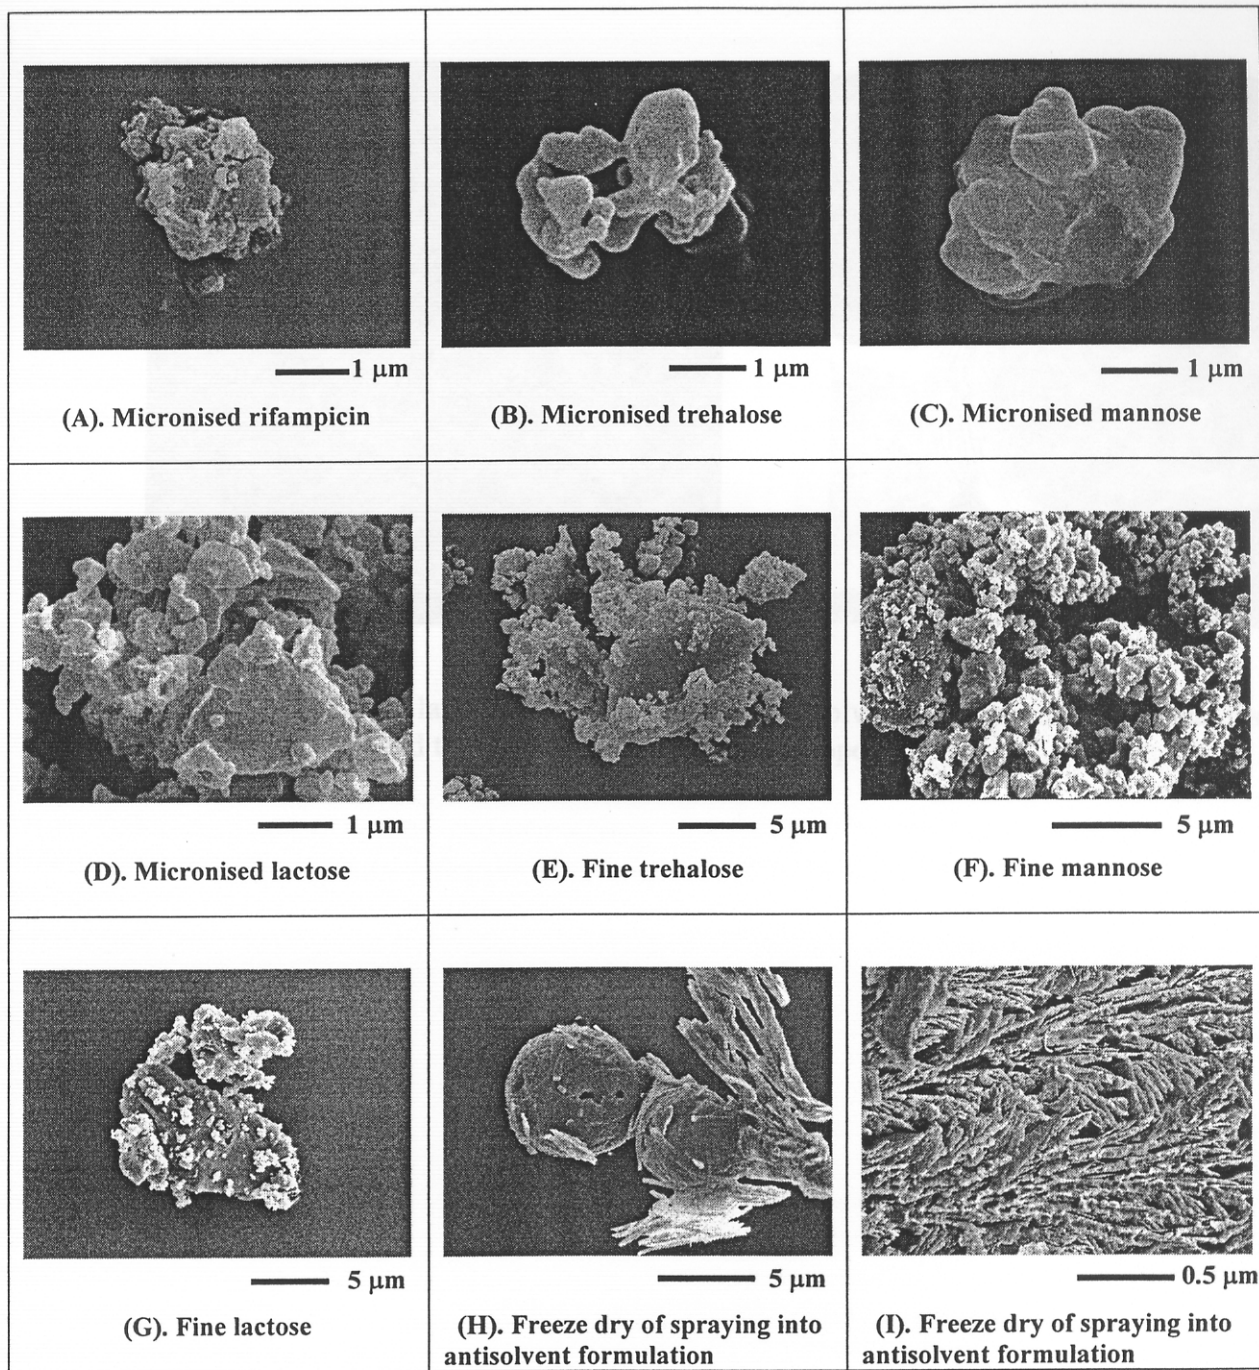 1 μm
(A). Micronised rifampicin
1 μm
(B). Micronised trehalose
1 μm
(C). Micronised mannose
1 μm
(D). Micronised lactose
5 μm
(E). Fine trehalose
5 μm
(F). Fine mannose
5 μm
(G). Fine lactose
5 μm
(H). Freeze dry of spraying into
antisolvent formulation
0.5 μm
(I). Freeze dry of spraying into
antisolvent formulation